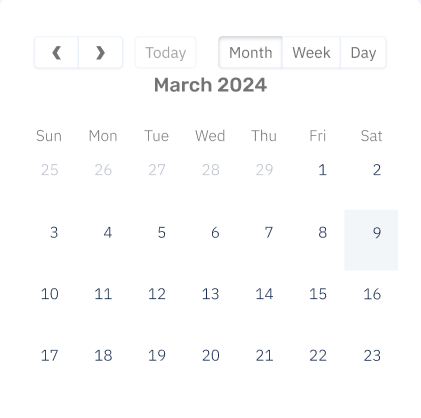 ❮ ❯ Today Month Week Day
March 2024
Sun Mon Tue Wed Thu Fri Sat
25 26 27 28 29 1 2
3 4 5 6 7 8 9
10 11 12 13 14 15 16
17 18 19 20 21 22 23